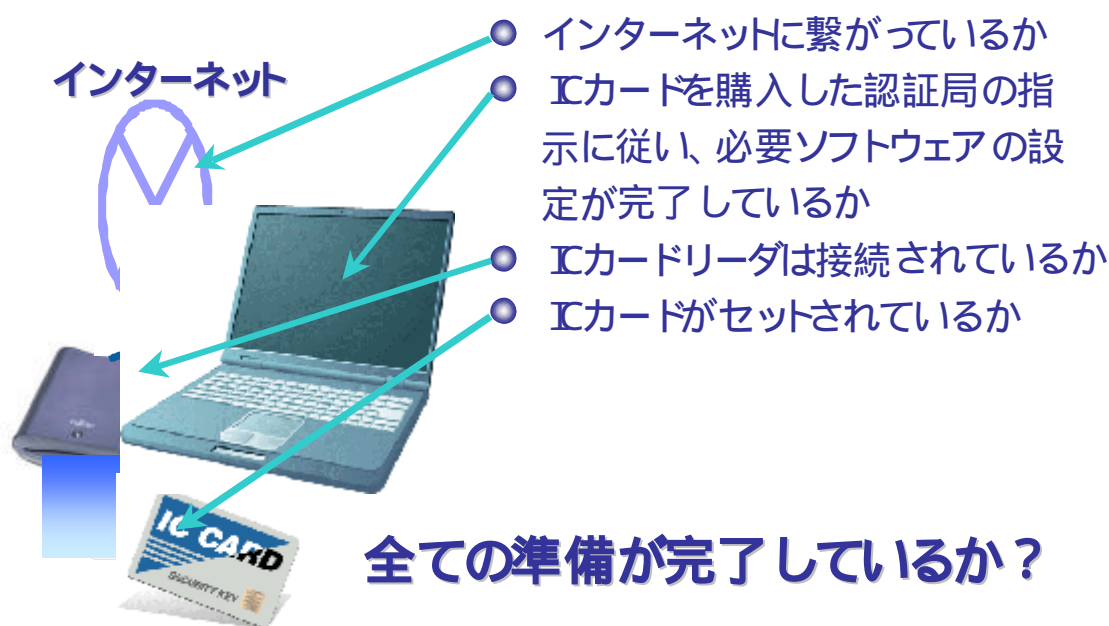 インターネットに繋がっているか
インターネット
ICカードを購入した認証局の指
示に従い、必要ソフトウェアの設
定が完了しているか
ICカードリーダは接続されているか
ICカードがセットされているか
IC CARD
SECURITY KEY
全ての準備が完了しているか？